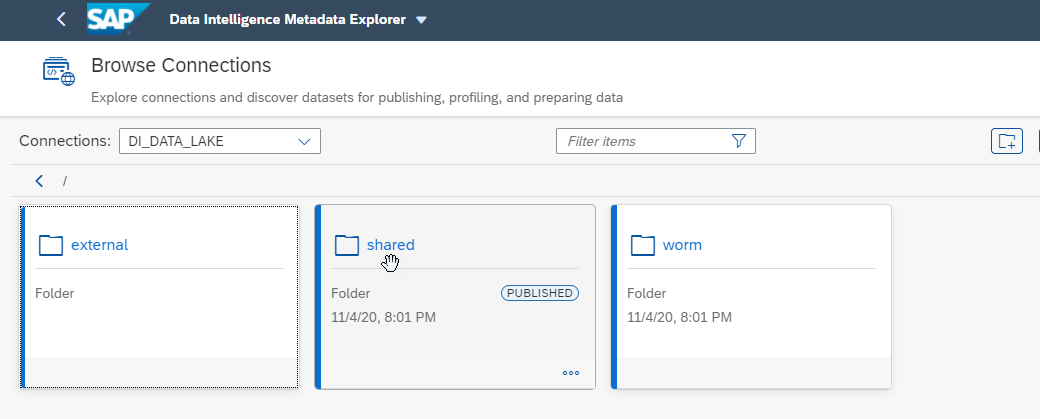 SAP Data Intelligence Metadata Explorer
Browse Connections
Explore connections and discover datasets for publishing, profiling, and preparing data
Connections: DI_DATA_LAKE Filter items
/
external shared worm
Folder Folder PUBLISHED Folder
11/4/20, 8:01 PM 11/4/20, 8:01 PM